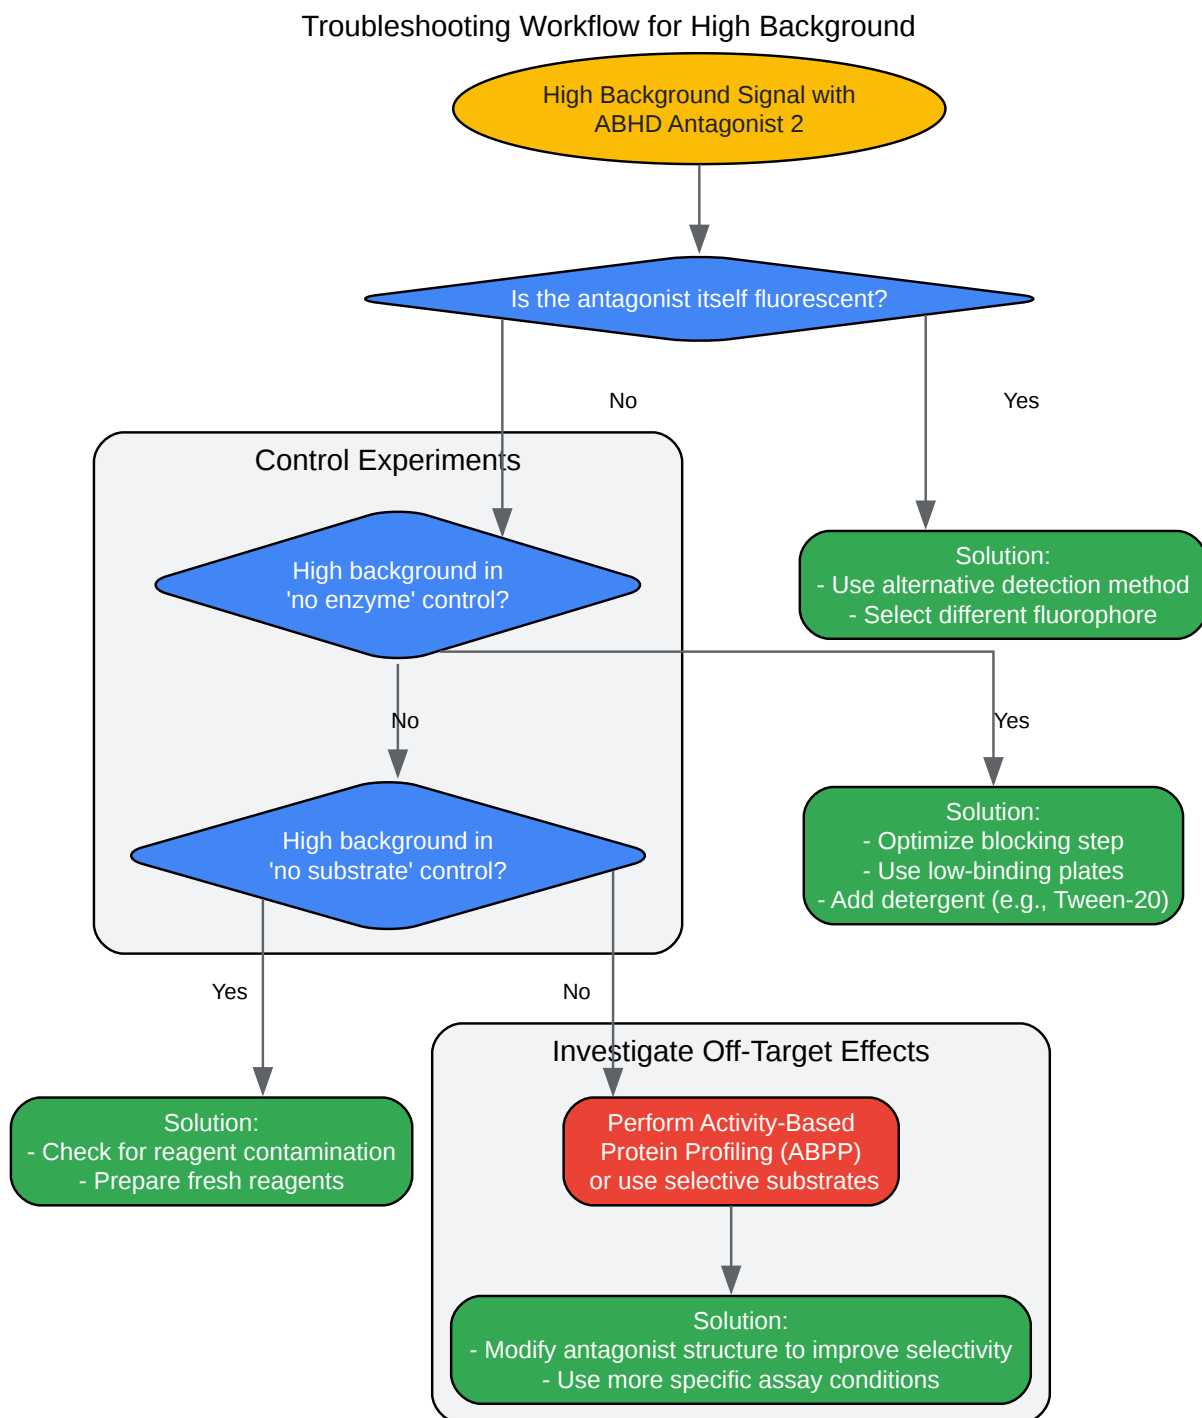 Troubleshooting Workflow for High Background
High Background Signal with
ABHD Antagonist 2
Is the antagonist itself fluorescent?
No
Yes
Control Experiments
High background in
'no enzyme' control?
Solution:
- Use alternative detection method
- Select different fluorophore
No
Yes
High background in
'no substrate' control?
Solution:
- Optimize blocking step
- Use low-binding plates
- Add detergent (e.g., Tween-20)
Yes
No
Investigate Off-Target Effects
Solution:
- Check for reagent contamination
- Prepare fresh reagents
Perform Activity-Based
Protein Profiling (ABPP)
or use selective substrates
Solution:
- Modify antagonist structure to improve selectivity
- Use more specific assay conditions